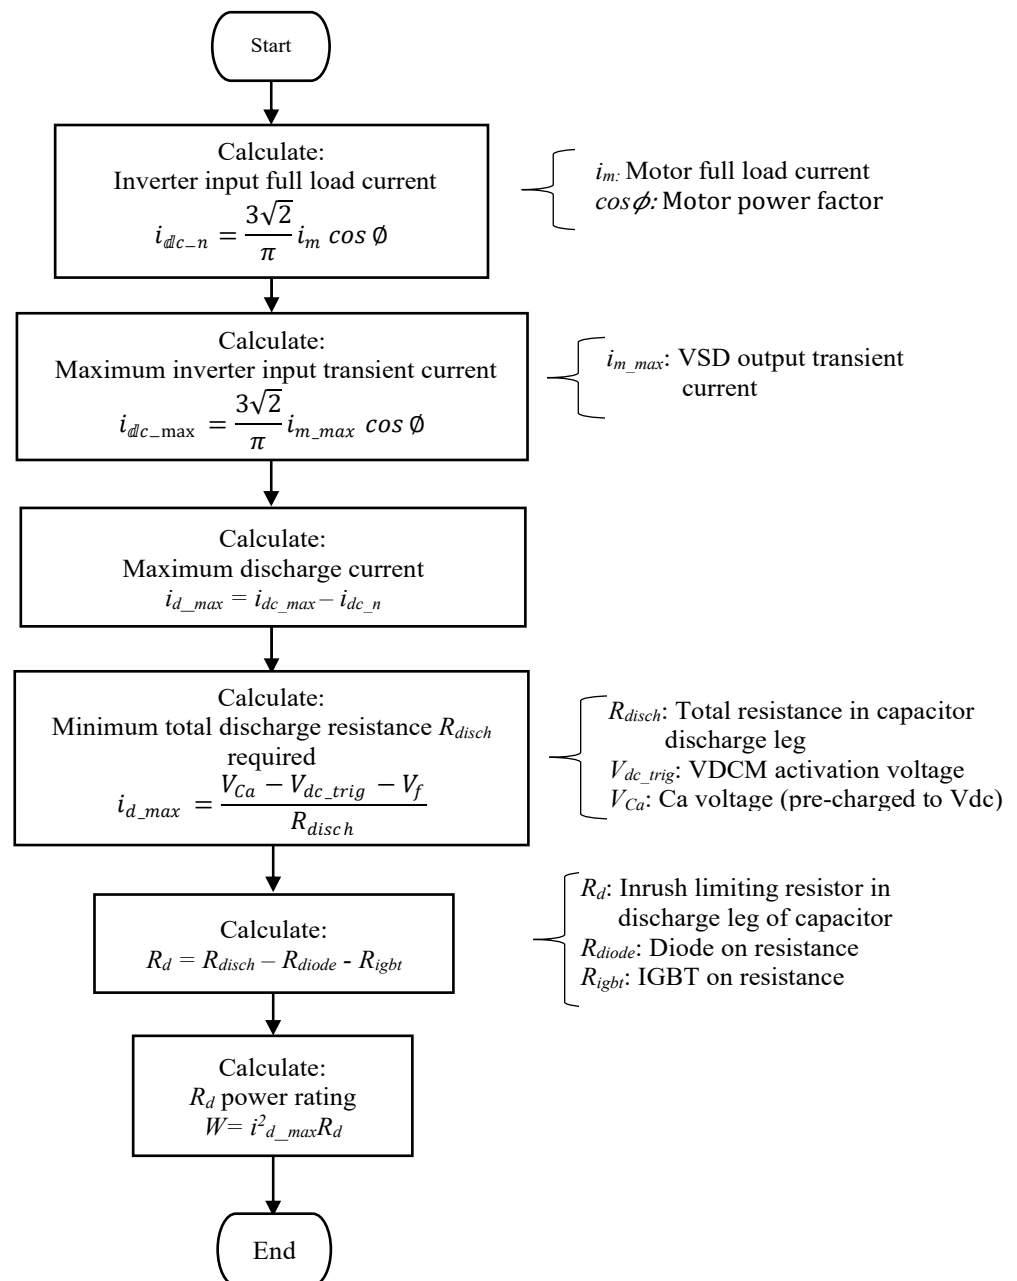 Start
Calculate:
Inverter input full load current
i_dc−n = 3√2/π i_m cos ∅
i_m: Motor full load current
cosϕ: Motor power factor
Calculate:
Maximum inverter input transient current
i_dc−max = 3√2/π i_m_max cos ∅
i_m_max: VSD output transient
current
Calculate:
Maximum discharge current
i_d_max = i_dc_max – i_dc_n
Calculate:
Minimum total discharge resistance R_disch
required
i_d_max = (V_Ca − V_dc_trig − V_f)/R_disch
R_disch: Total resistance in capacitor
discharge leg
V_dc_trig: VDCM activation voltage
V_Ca: Ca voltage (pre-charged to Vdc)
Calculate:
R_d = R_disch – R_diode - R_igbt
R_d: Inrush limiting resistor in
discharge leg of capacitor
R_diode: Diode on resistance
R_igbt: IGBT on resistance
Calculate:
R_d power rating
W= i²_d_max R_d
End